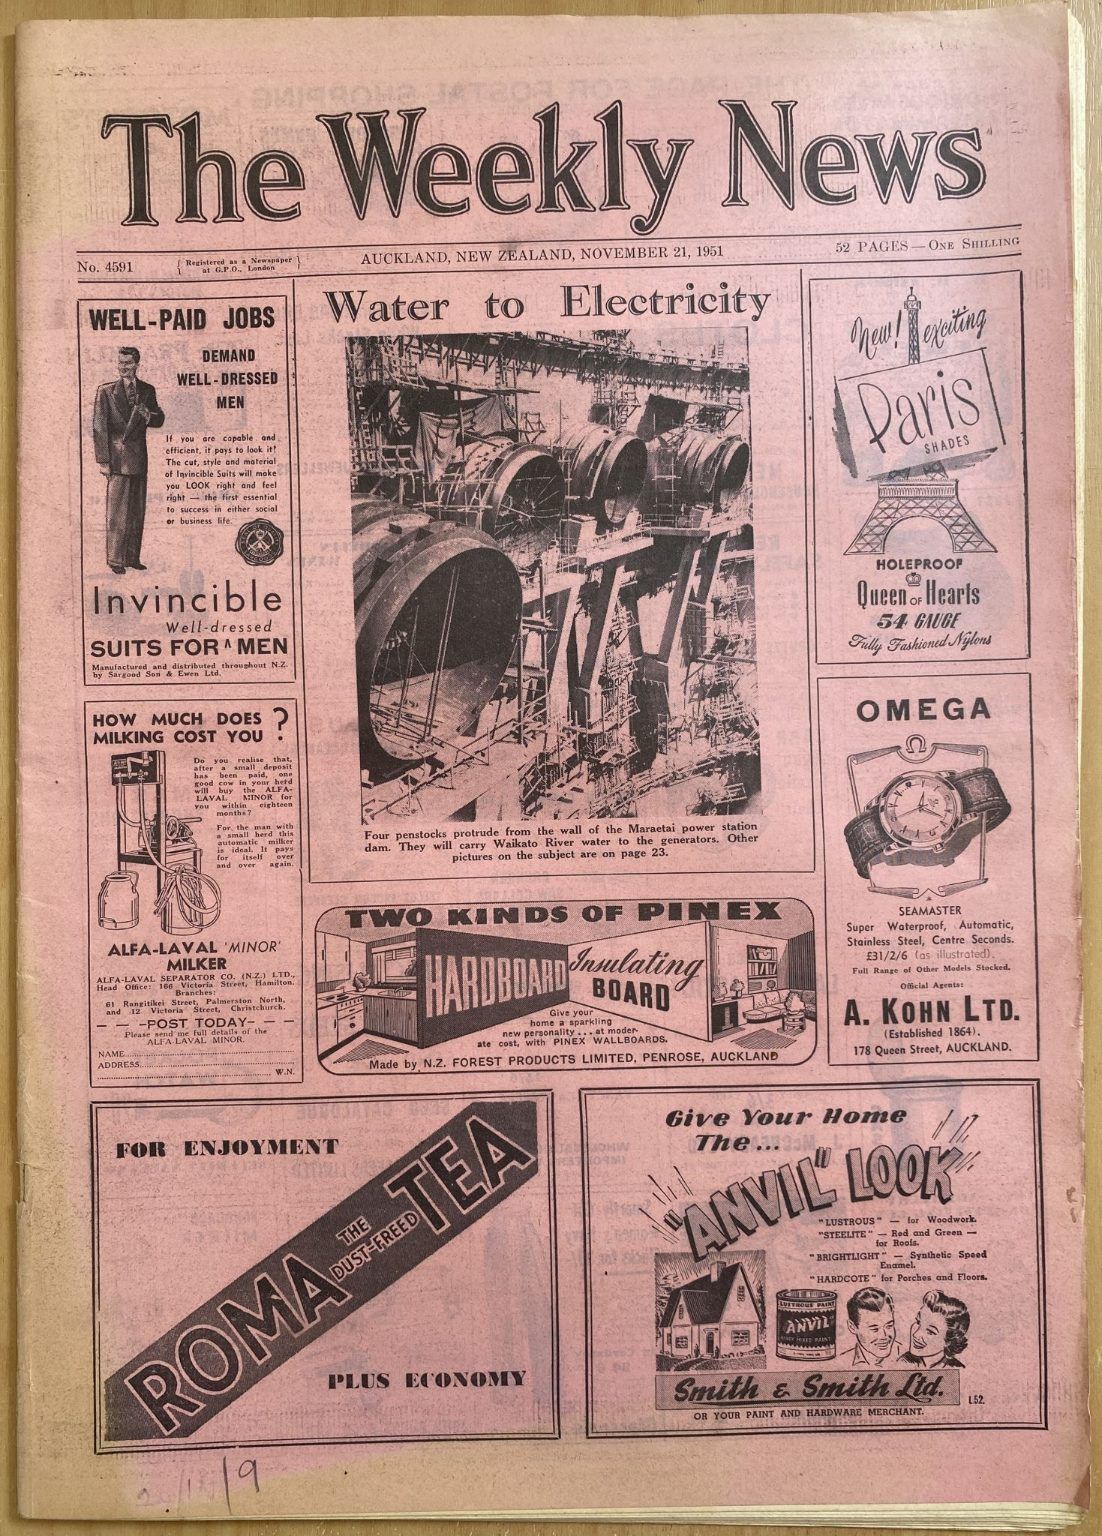 The Weekly News
No. 4591
Registered as a Newspaper
at G.P.O., London
AUCKLAND, NEW ZEALAND, NOVEMBER 21, 1951
52 PAGES — ONE SHILLING
WELL-PAID JOBS
DEMAND
WELL-DRESSED
MEN
If you are capable and
efficient, it pays to look it!
The cut, style and material
of Invincible Suits will make
you LOOK right and feel
right — the first essential
to success in either social
or business life.
Invincible
Well-dressed
SUITS FOR ^ MEN
Manufactured and distributed throughout N.Z.
by Sargood Son & Ewen Ltd.
HOW MUCH DOES
MILKING COST YOU ?
Do you realise that,
after a small deposit
has been paid, one
good cow in your herd
will buy the ALFA-
LAVAL MINOR for
you within eighteen
months?
For the man with
a small herd this
automatic milker
is ideal. It pays
for itself over
and over again.
ALFA-LAVAL 'MINOR'
MILKER
ALFA-LAVAL SEPARATOR CO. (N.Z.) LTD.,
Head Office: 166 Victoria Street, Hamilton.
Branches:
61 Rangitikei Street, Palmerston North,
and 12 Victoria Street, Christchurch.
— — —POST TODAY— — —
Please send me full details of the
ALFA-LAVAL MINOR.
NAME
ADDRESS
W.N.
Water to Electricity
Four penstocks protrude from the wall of the Maraetai power station
dam. They will carry Waikato River water to the generators. Other
pictures on the subject are on page 23.
TWO KINDS OF PINEX
HARDBOARD
Insulating
BOARD
Give your
home a sparkling
new personality . . . at moder-
ate cost, with PINEX WALLBOARDS.
Made by N.Z. FOREST PRODUCTS LIMITED, PENROSE, AUCKLAND
New! exciting
Paris
SHADES
HOLEPROOF
Queen OF Hearts
54 GAUGE
Fully Fashioned Nylons
OMEGA
SEAMASTER
Super Waterproof, Automatic,
Stainless Steel, Centre Seconds.
£31/2/6 (as illustrated).
Full Range of Other Models Stocked.
Official Agents:
A. KOHN LTD.
(Established 1864).
178 Queen Street, AUCKLAND.
FOR ENJOYMENT
ROMA THE DUST-FREED TEA
PLUS ECONOMY
Give Your Home
The...
"ANVIL" LOOK
"LUSTROUS" — for Woodwork.
"STEELITE" — Red and Green —
for Roofs.
"BRIGHTLIGHT" — Synthetic Speed
Enamel.
"HARDCOTE" for Porches and Floors.
LUSTROUS PAINT
ANVIL
Smith & Smith Ltd.
L52.
OR YOUR PAINT AND HARDWARE MERCHANT.